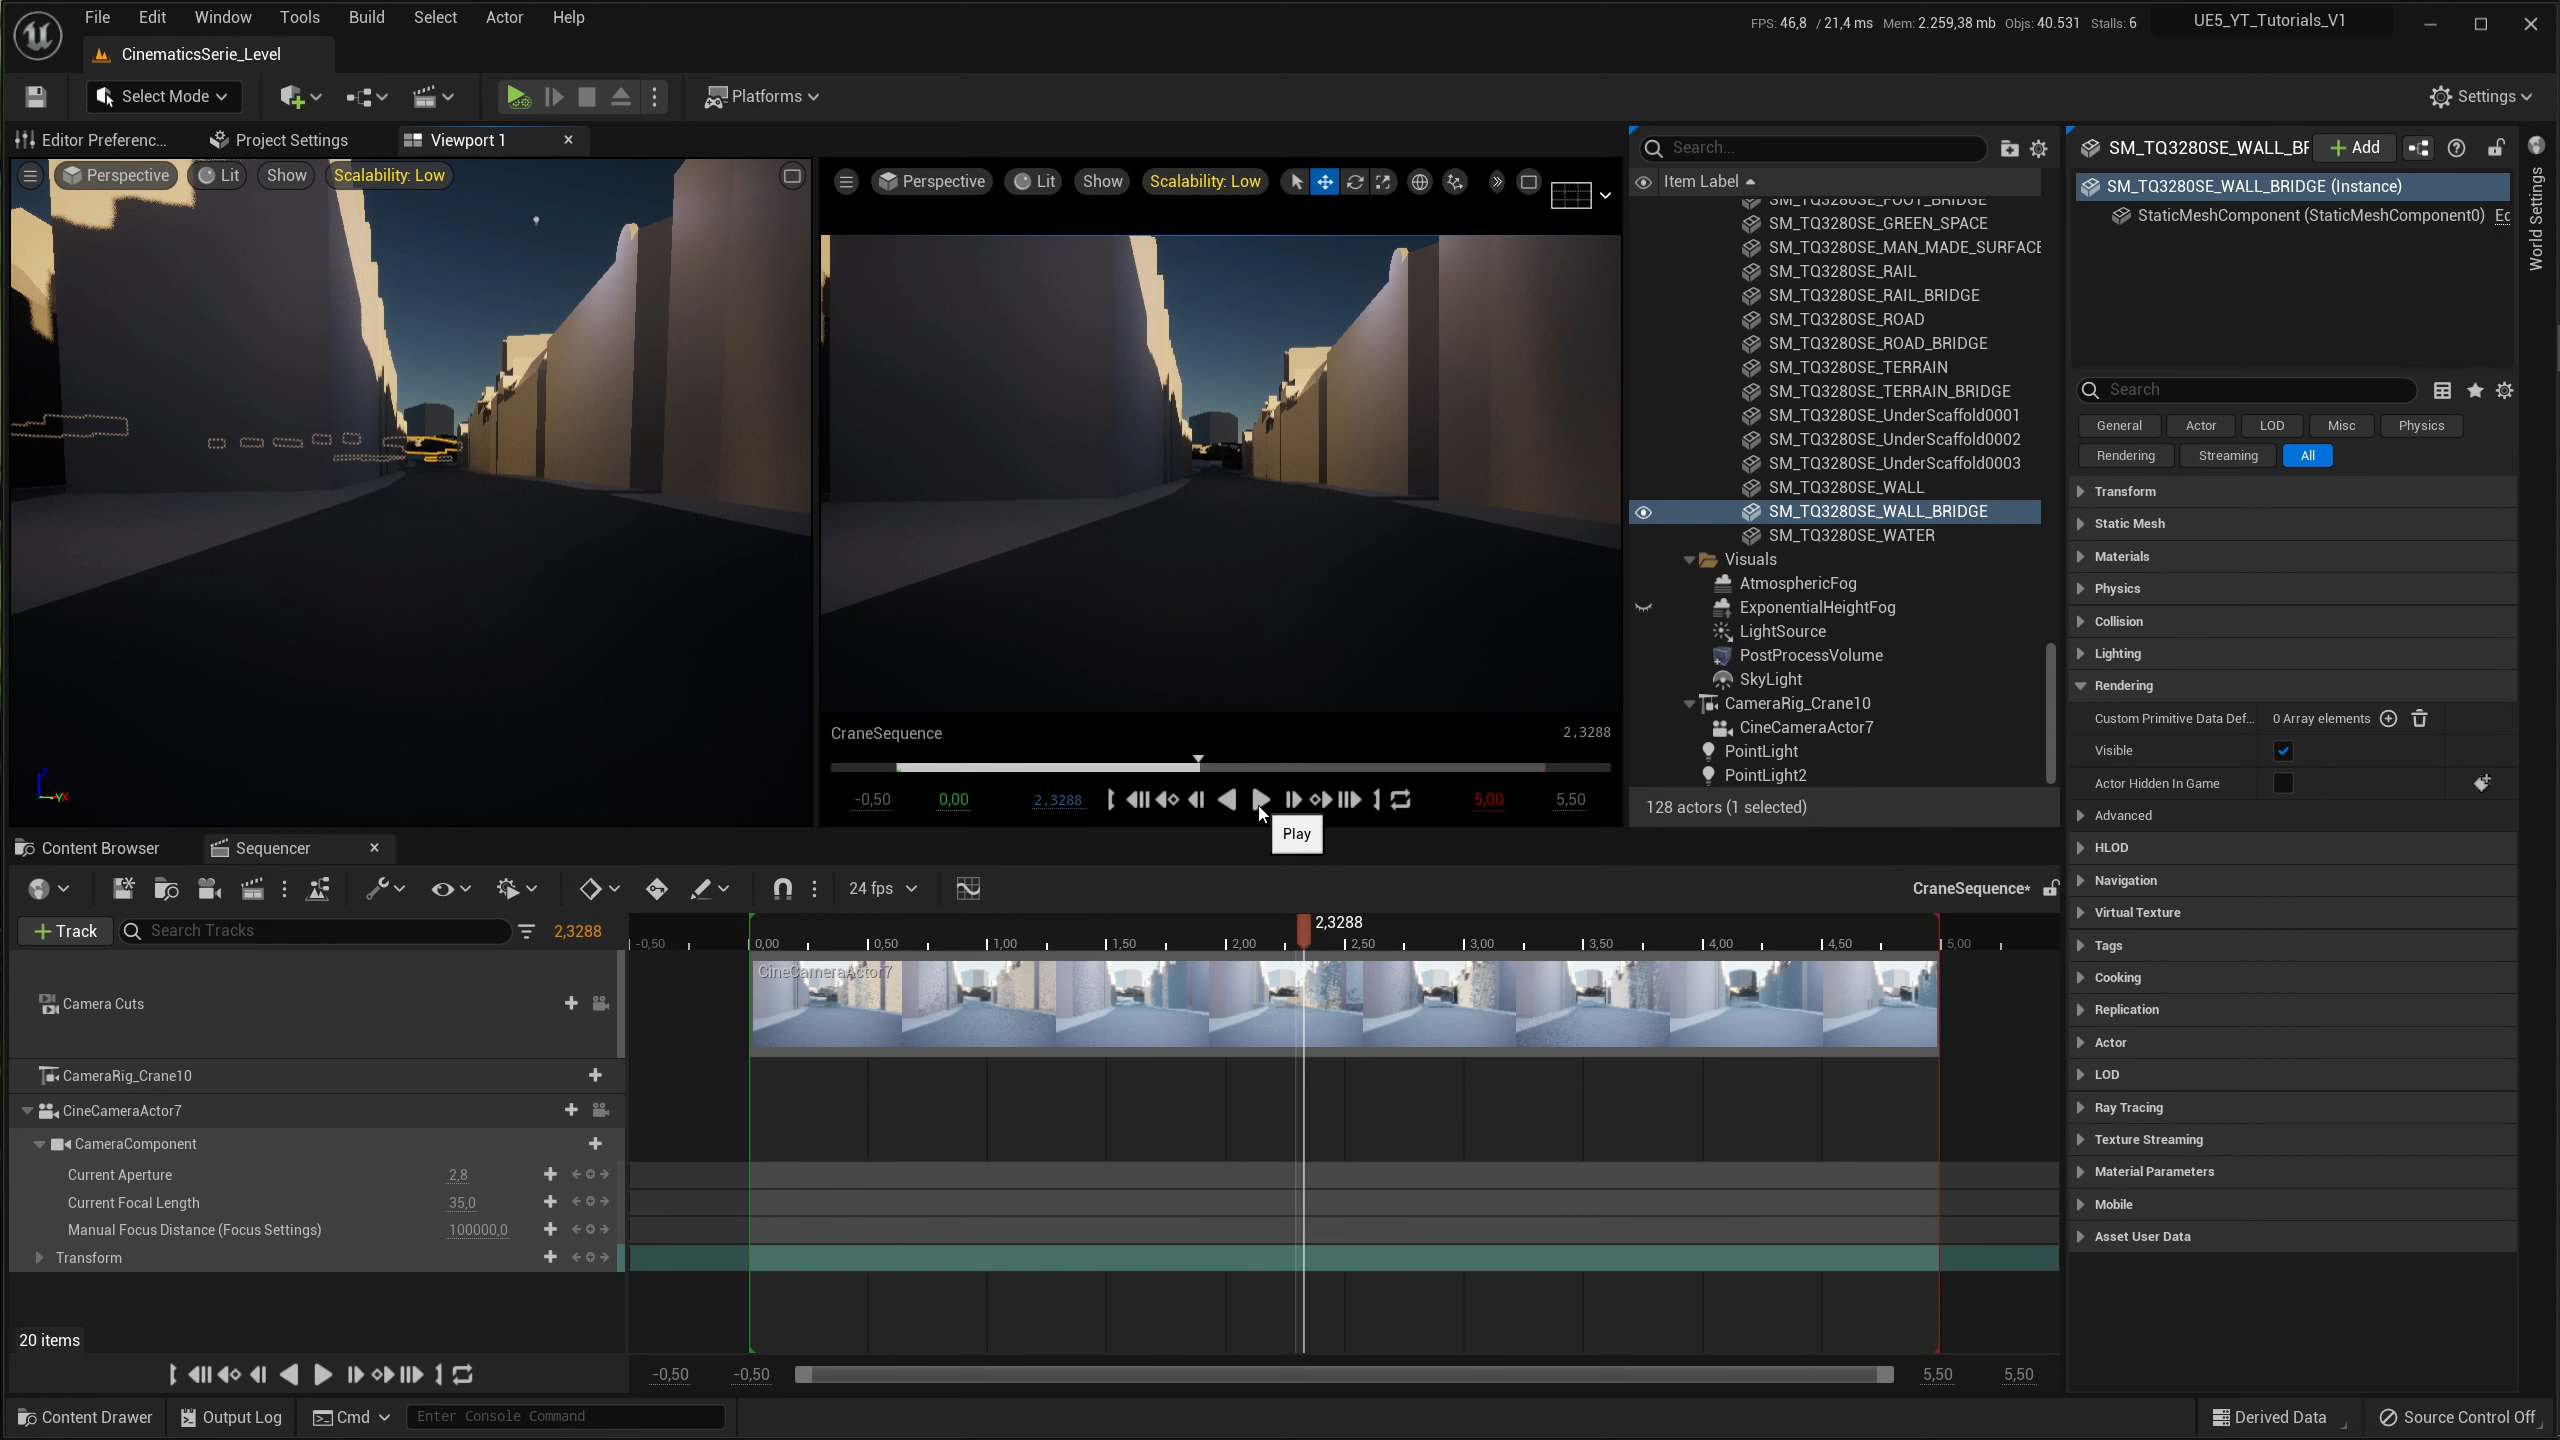 File Edit Window Tools Build Select Actor Help
FPS: 46,8 / 21,4 ms Mem: 2.259,38 mb Objs: 40.531 Stalls: 6
UE5_YT_Tutorials_V1
CinematicsSerie_Level
Select Mode
Platforms
Settings
Editor Preferenc...
Project Settings
Viewport 1
Perspective Lit Show Scalability: Low
Perspective Lit Show Scalability: Low
CraneSequence
2,3288
-0,50 0,00 2,3288 5,00 5,50
Play
Search...
Item Label
SM_TQ3280SE_FOOT_BRIDGE
SM_TQ3280SE_GREEN_SPACE
SM_TQ3280SE_MAN_MADE_SURFACE
SM_TQ3280SE_RAIL
SM_TQ3280SE_RAIL_BRIDGE
SM_TQ3280SE_ROAD
SM_TQ3280SE_ROAD_BRIDGE
SM_TQ3280SE_TERRAIN
SM_TQ3280SE_TERRAIN_BRIDGE
SM_TQ3280SE_UnderScaffold0001
SM_TQ3280SE_UnderScaffold0002
SM_TQ3280SE_UnderScaffold0003
SM_TQ3280SE_WALL
SM_TQ3280SE_WALL_BRIDGE
SM_TQ3280SE_WATER
Visuals
AtmosphericFog
ExponentialHeightFog
LightSource
PostProcessVolume
SkyLight
CameraRig_Crane10
CineCameraActor7
PointLight
PointLight2
128 actors (1 selected)
SM_TQ3280SE_WALL_BR
Add
SM_TQ3280SE_WALL_BRIDGE (Instance)
StaticMeshComponent (StaticMeshComponent0) Ec
World Settings
Search
General Actor LOD Misc Physics
Rendering Streaming All
Transform
Static Mesh
Materials
Physics
Collision
Lighting
Rendering
Custom Primitive Data Def... 0 Array elements
Visible
Actor Hidden In Game
Advanced
HLOD
Navigation
Virtual Texture
Tags
Cooking
Replication
Actor
LOD
Ray Tracing
Texture Streaming
Material Parameters
Mobile
Asset User Data
Content Browser
Sequencer
24 fps
CraneSequence*
Track
Search Tracks
2,3288
2,3288
-0,50 0,00 0,50 1,00 1,50 2,00 2,50 3,00 3,50 4,00 4,50 5,00
CineCameraActor7
Camera Cuts
CameraRig_Crane10
CineCameraActor7
CameraComponent
Current Aperture 2,8
Current Focal Length 35,0
Manual Focus Distance (Focus Settings) 100000,0
Transform
20 items
-0,50 -0,50 5,50 5,50
Content Drawer
Output Log
Cmd
Enter Console Command
Derived Data
Source Control Off